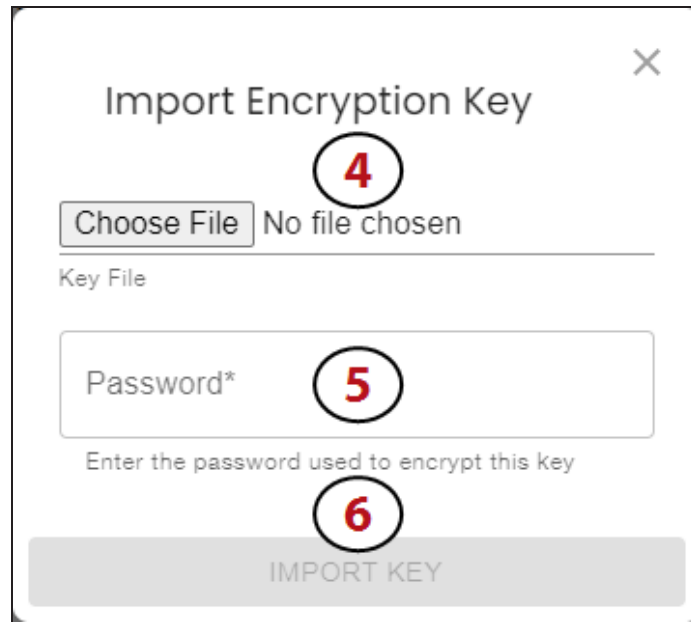 Import Encryption Key
4
Choose File No file chosen
Key File
Password* 5
Enter the password used to encrypt this key
6
IMPORT KEY